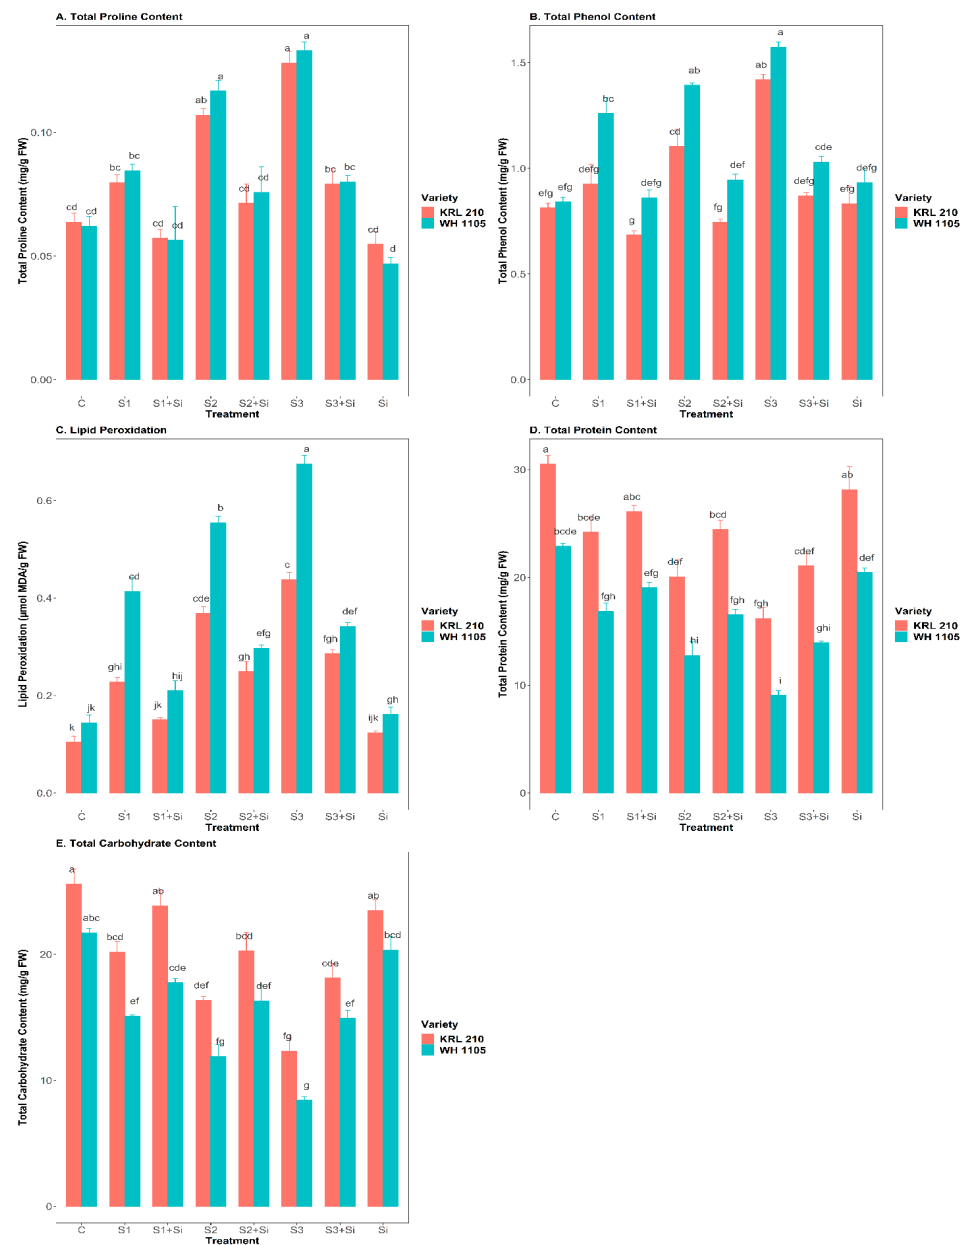 A. Total Proline Content
Total Proline Content (mg/g FW)
0.10
0.05
0.00
cd cd bc bc cd cd ab a cd cd a a bc bc cd d
C S1 S1+Si S2 S2+Si S3 S3+Si Si
Treatment
Variety
KRL 210
WH 1105
B. Total Phenol Content
Total Phenol Content (mg/g FW)
1.5
1.0
0.5
0.0
efg efg defg bc g defg cd ab fg def ab a defg cde efg defg
C S1 S1+Si S2 S2+Si S3 S3+Si Si
Treatment
Variety
KRL 210
WH 1105
C. Lipid Peroxidation
Lipid Peroxidation (µmol MDA/g FW)
0.6
0.4
0.2
0.0
k jk ghi cd jk hij cde b gh efg c a fgh def ijk gh
C S1 S1+Si S2 S2+Si S3 S3+Si Si
Treatment
Variety
KRL 210
WH 1105
D. Total Protein Content
Total Protein Content (mg/g FW)
30
20
10
0
a bcde bcde fgh abc efg def hi bcd fgh fgh i cdef ghi ab def
C S1 S1+Si S2 S2+Si S3 S3+Si Si
Treatment
Variety
KRL 210
WH 1105
E. Total Carbohydrate Content
Total Carbohydrate Content (mg/g FW)
20
10
0
a abc bcd ef ab cde def fg bcd def fg g cde ef ab bcd
C S1 S1+Si S2 S2+Si S3 S3+Si Si
Treatment
Variety
KRL 210
WH 1105